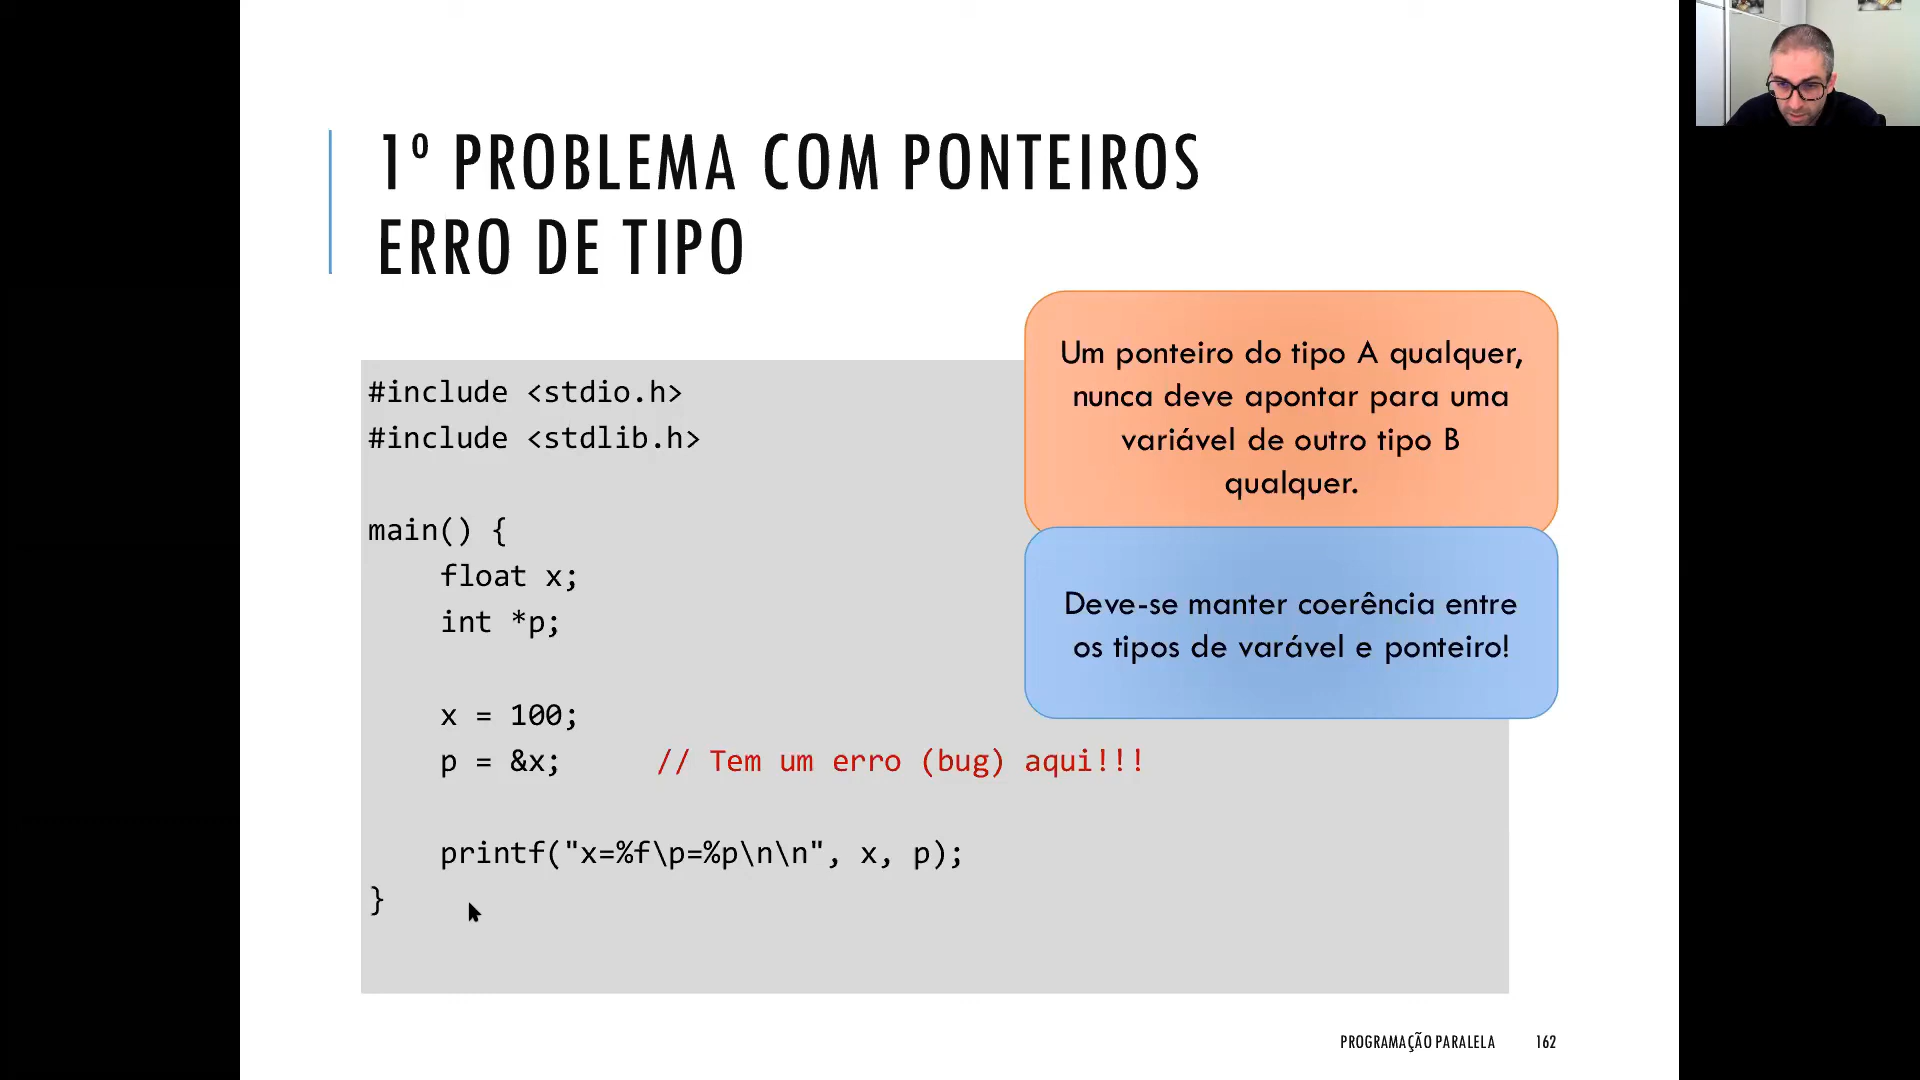 1º PROBLEMA COM PONTEIROS
ERRO DE TIPO
Um ponteiro do tipo A qualquer,
nunca deve apontar para uma
variável de outro tipo B
qualquer.
Deve-se manter coerência entre
os tipos de varável e ponteiro!
#include <stdio.h>
#include <stdlib.h>
main() {
float x;
int *p;
x = 100;
p = &x; // Tem um erro (bug) aqui!!!
printf("x=%f\p=%p\n\n", x, p);
}
PROGRAMAÇÃO PARALELA 162